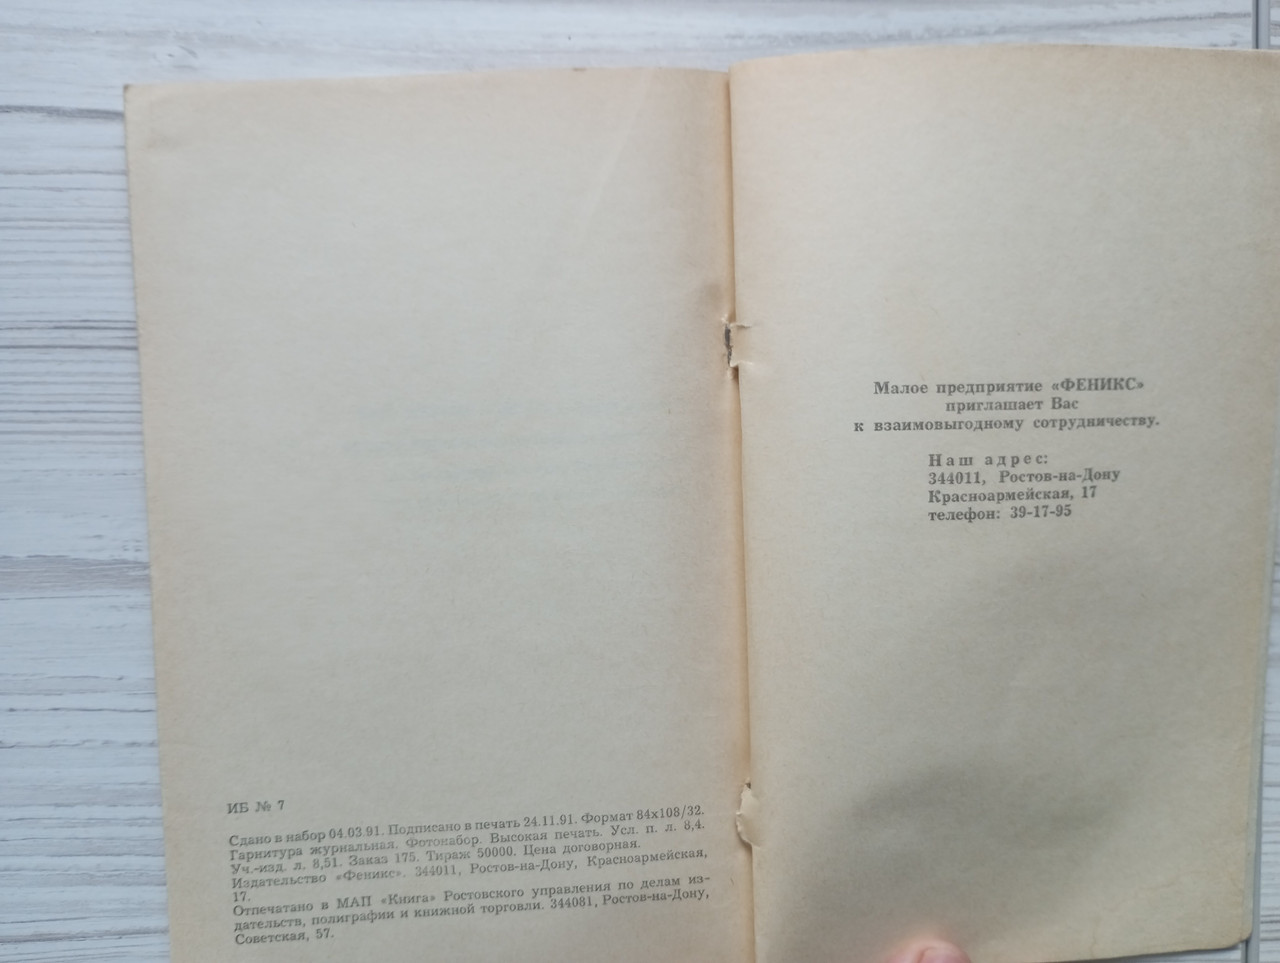 ИБ № 7
Сдано в набор 04.03.91. Подписано в печать 24.11.91. Формат 84х108/32.
Гарнитура журнальная. Фотонабор. Высокая печать. Усл. п. л. 8,4.
Уч.-изд. л. 8,51. Заказ 175. Тираж 50000. Цена договорная.
Издательство «Феникс». 344011, Ростов-на-Дону, Красноармейская,
17.
Отпечатано в МАП «Книга» Ростовского управления по делам из-
дательств, полиграфии и книжной торговли. 344081, Ростов-на-Дону,
Советская, 57.
Малое предприятие «ФЕНИКС»
приглашает Вас
к взаимовыгодному сотрудничеству.
Наш адрес:
344011, Ростов-на-Дону
Красноармейская, 17
телефон: 39-17-95